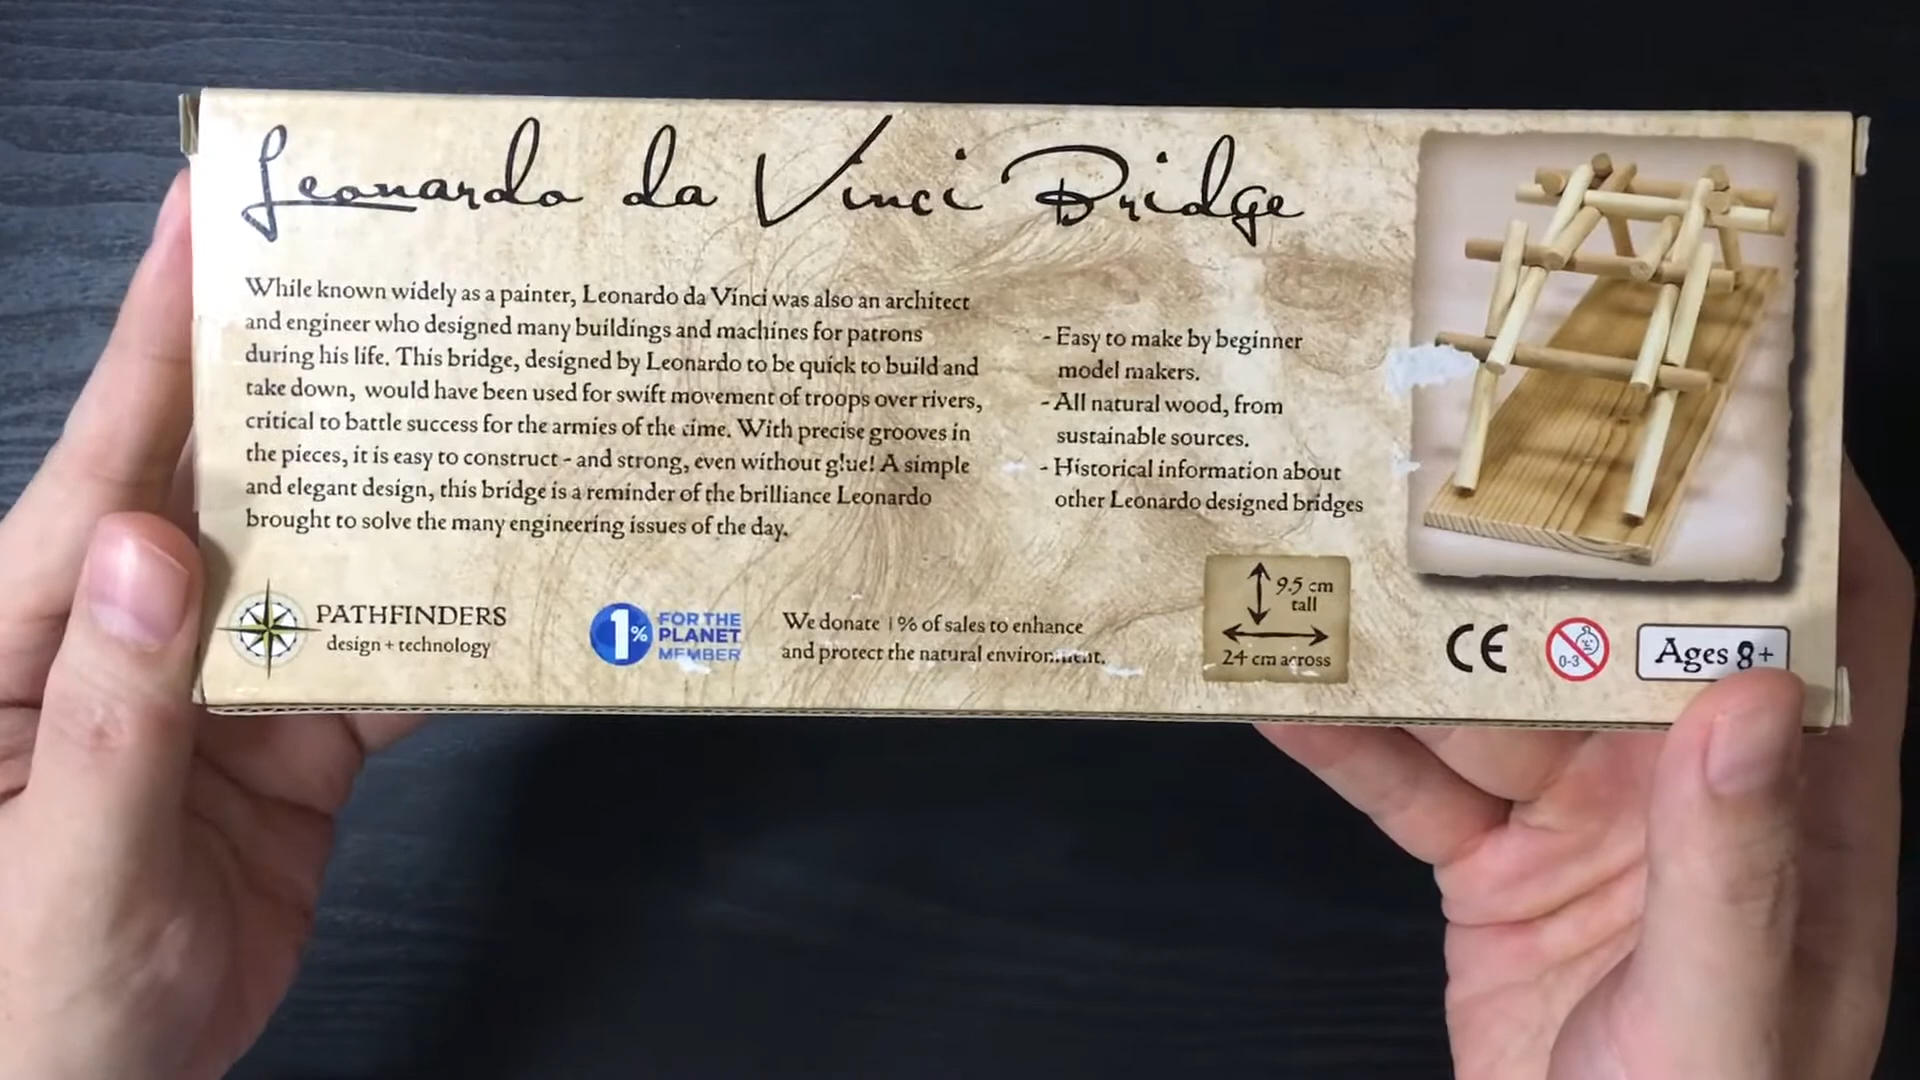 Leonardo da Vinci Bridge
While known widely as a painter, Leonardo da Vinci was also an architect
and engineer who designed many buildings and machines for patrons
during his life. This bridge, designed by Leonardo to be quick to build and
take down, would have been used for swift movement of troops over rivers,
critical to battle success for the armies of the time. With precise grooves in
the pieces, it is easy to construct - and strong, even without glue! A simple
and elegant design, this bridge is a reminder of the brilliance Leonardo
brought to solve the many engineering issues of the day.
- Easy to make by beginner
model makers.
- All natural wood, from
sustainable sources.
- Historical information about
other Leonardo designed bridges
PATHFINDERS
design + technology
1%
FOR THE
PLANET
MEMBER
We donate 1% of sales to enhance
and protect the natural environment.
9.5 cm
tall
24 cm across
CE
0-3
Ages 8+